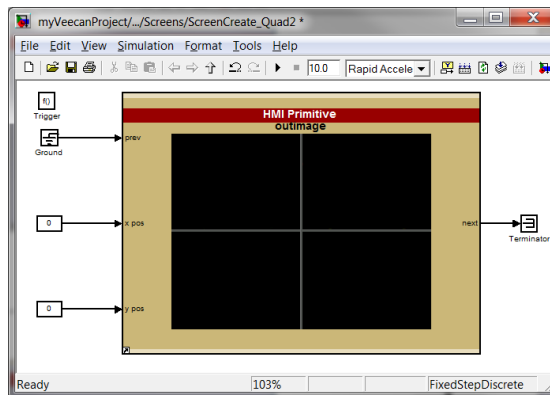 myVeecanProject/.../Screens/ScreenCreate_Quad2 *
File Edit View Simulation Format Tools Help
10.0 Rapid Accele
f()
Trigger
HMI Primitive
outimage
Ground
prev
0
x pos
next
Terminator
0
y pos
Ready 103% FixedStepDiscrete